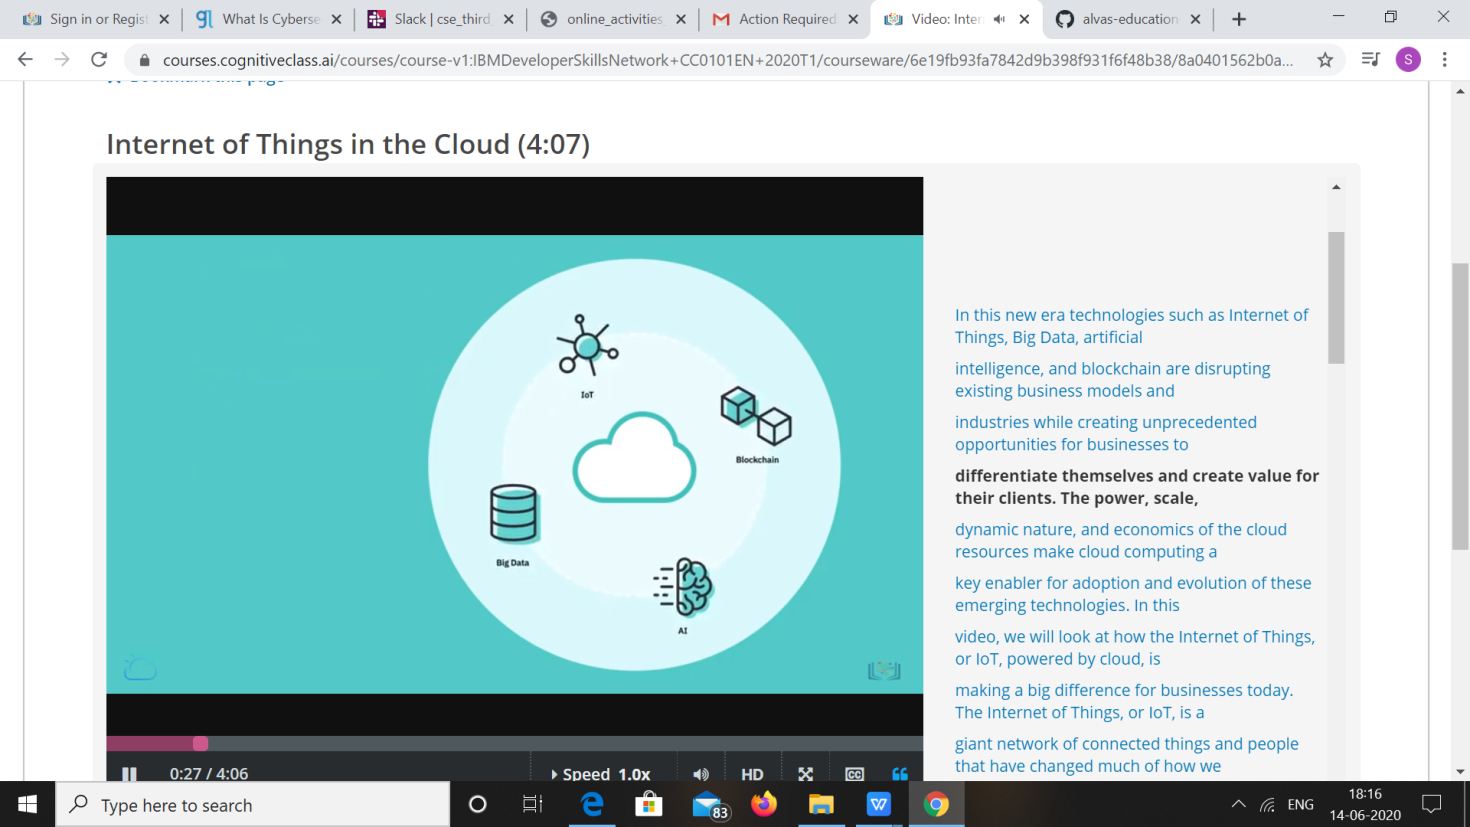 Sign in or Regist
What Is Cyberse
Slack | cse_third
online_activities
Action Required
Video: Inter
alvas-education
courses.cognitiveclass.ai/courses/course-v1:IBMDeveloperSkillsNetwork+CC0101EN+2020T1/courseware/6e19fb93fa7842d9b398f931f6f48b38/8a0401562b0a...
S
Bookmark this page
Internet of Things in the Cloud (4:07)
IoT
Blockchain
Big Data
AI
In this new era technologies such as Internet of
Things, Big Data, artificial
intelligence, and blockchain are disrupting
existing business models and
industries while creating unprecedented
opportunities for businesses to
differentiate themselves and create value for
their clients. The power, scale,
dynamic nature, and economics of the cloud
resources make cloud computing a
key enabler for adoption and evolution of these
emerging technologies. In this
video, we will look at how the Internet of Things,
or IoT, powered by cloud, is
making a big difference for businesses today.
The Internet of Things, or IoT, is a
giant network of connected things and people
that have changed much of how we
0:27 / 4:06
Speed 1.0x
HD
CC
Type here to search
83
ENG
18:16
14-06-2020